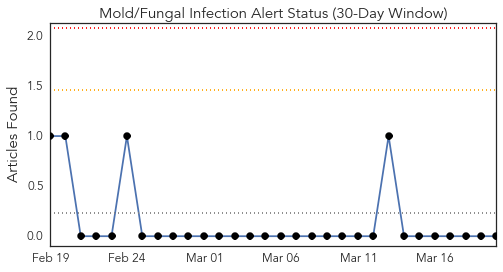 Mold/Fungal Infection Alert Status (30-Day Window)
Articles Found
2.0
1.5
1.0
0.5
0.0
Feb 19 Feb 24 Mar 01 Mar 06 Mar 11 Mar 16